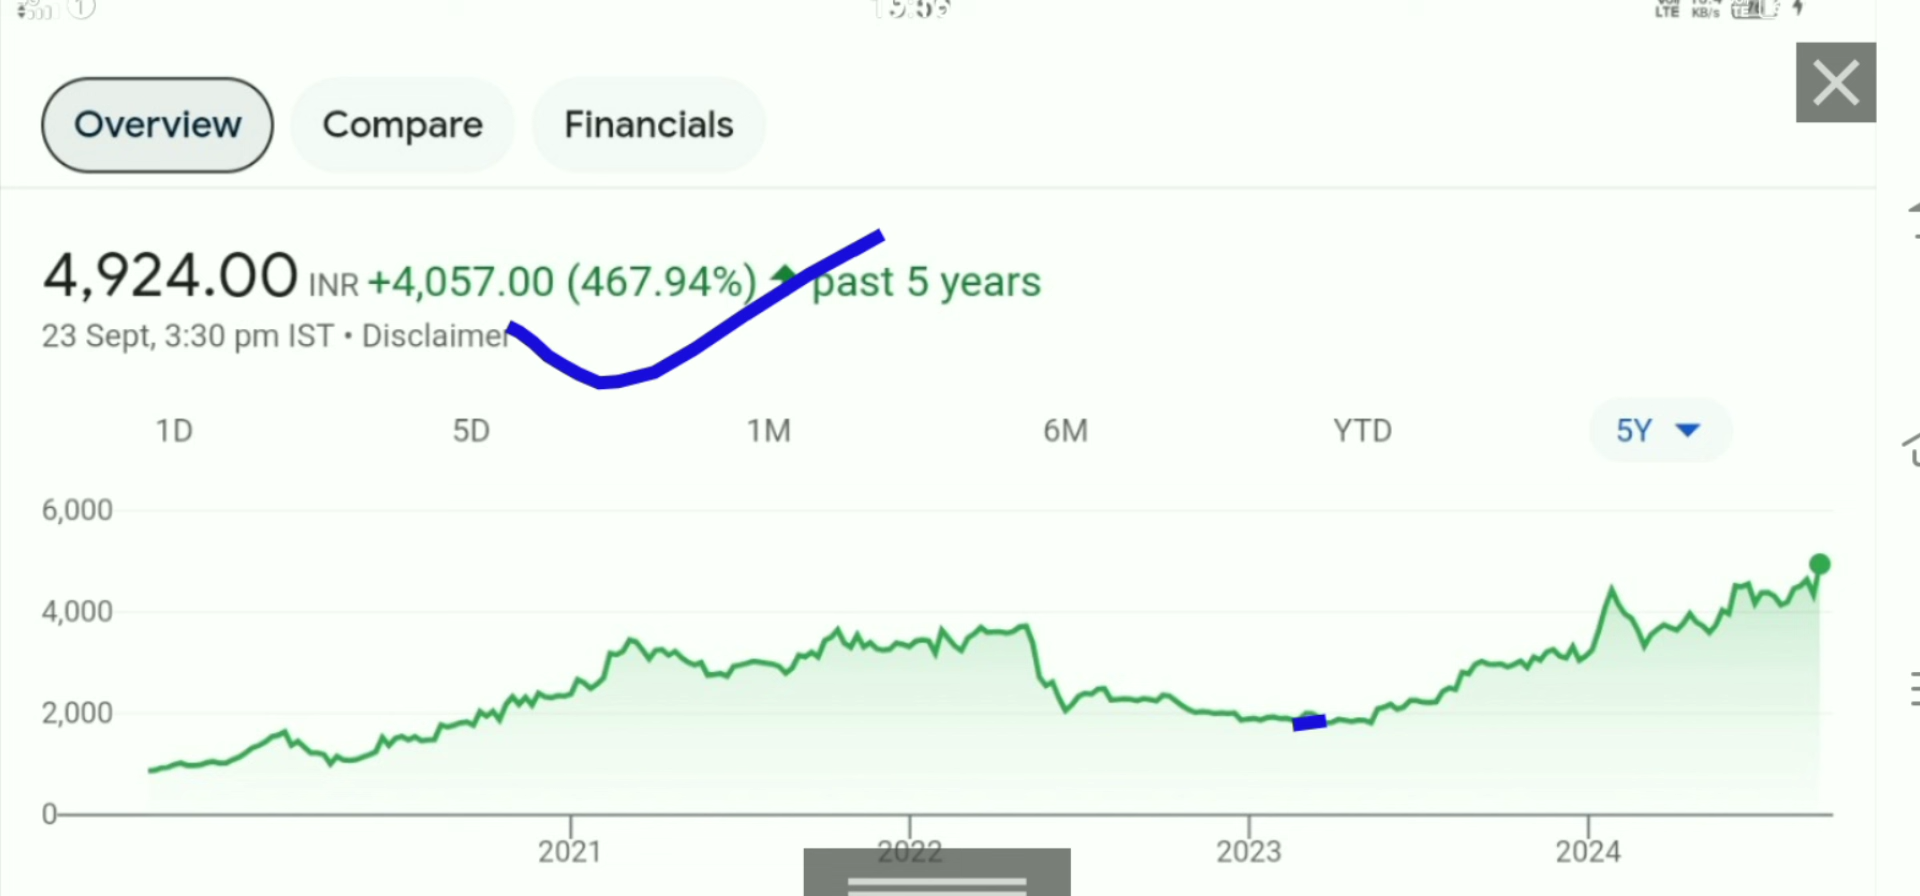 LTE KB/s
Overview Compare Financials
4,924.00 INR +4,057.00 (467.94%) past 5 years
23 Sept, 3:30 pm IST • Disclaimer
1D 5D 1M 6M YTD 5Y
6,000
4,000
2,000
0
2021 2022 2023 2024